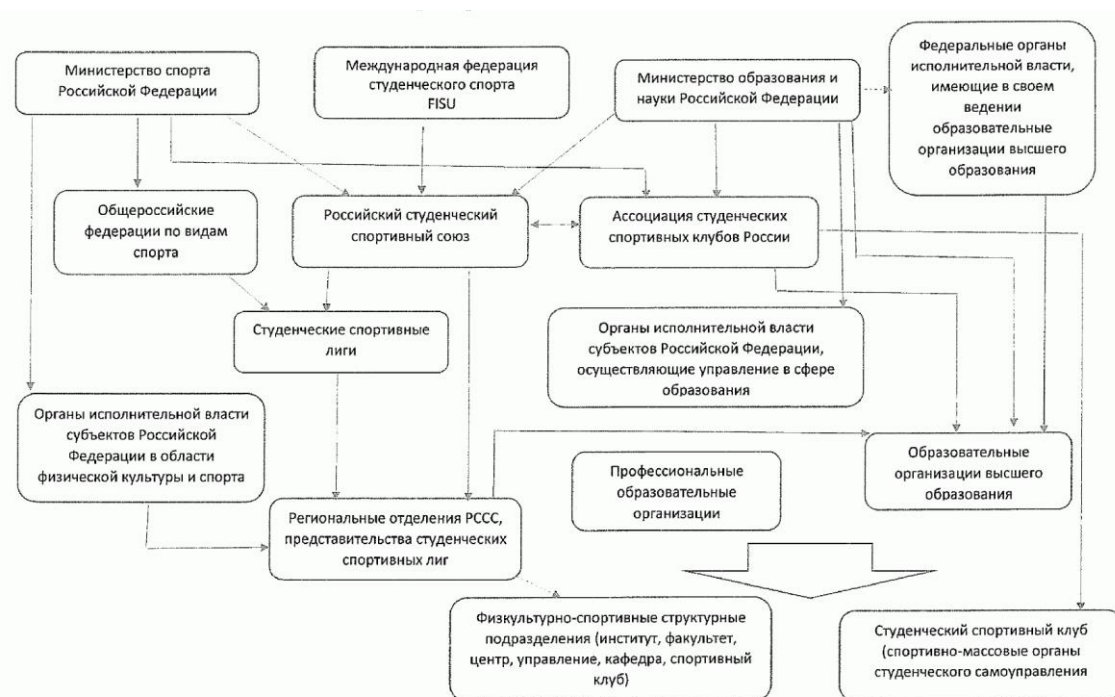 Министерство спорта
Российской Федерации
Международная федерация
студенческого спорта
FISU
Министерство образования и
науки Российской Федерации
Федеральные органы
исполнительной власти,
имеющие в своем
ведении
образовательные
организации высшего
образования
Общероссийские
федерации по видам
спорта
Российский студенческий
спортивный союз
Ассоциация студенческих
спортивных клубов России
Студенческие спортивные
лиги
Органы исполнительной власти
субъектов Российской Федерации,
осуществляющие управление в сфере
образования
Органы исполнительной власти
субъектов Российской
Федерации в области
физической культуры и спорта
Профессиональные
образовательные
организации
Образовательные
организации высшего
образования
Региональные отделения РССС,
представительства студенческих
спортивных лиг
Физкультурно-спортивные структурные
подразделения (институт, факультет,
центр, управление, кафедра, спортивный
клуб)
Студенческий спортивный клуб
(спортивно-массовые органы
студенческого самоуправления